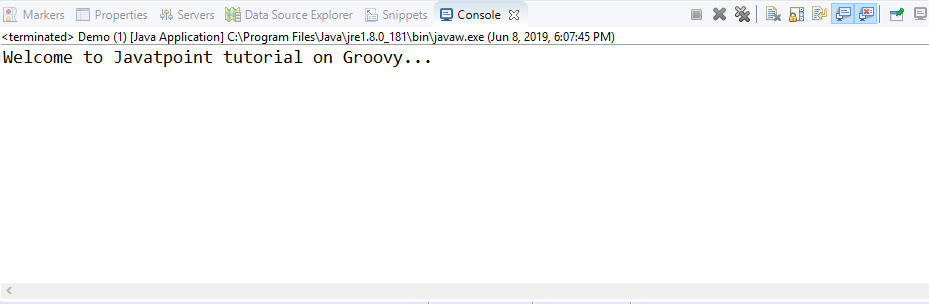 Markers Properties Servers Data Source Explorer Snippets Console
<terminated> Demo (1) [Java Application] C:\Program Files\Java\jre1.8.0_181\bin\javaw.exe (Jun 8, 2019, 6:07:45 PM)
Welcome to Javatpoint tutorial on Groovy...